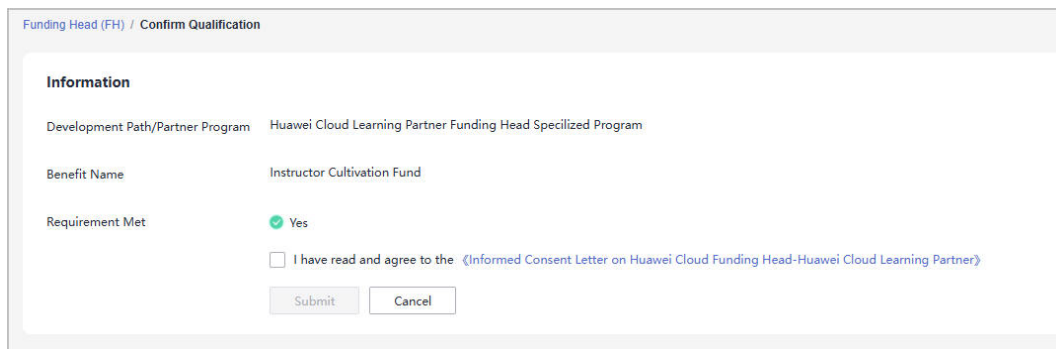 Funding Head (FH) / Confirm Qualification
Information
Development Path/Partner Program Huawei Cloud Learning Partner Funding Head Specilized Program
Benefit Name Instructor Cultivation Fund
Requirement Met Yes
I have read and agree to the 《Informed Consent Letter on Huawei Cloud Funding Head-Huawei Cloud Learning Partner》
Submit Cancel